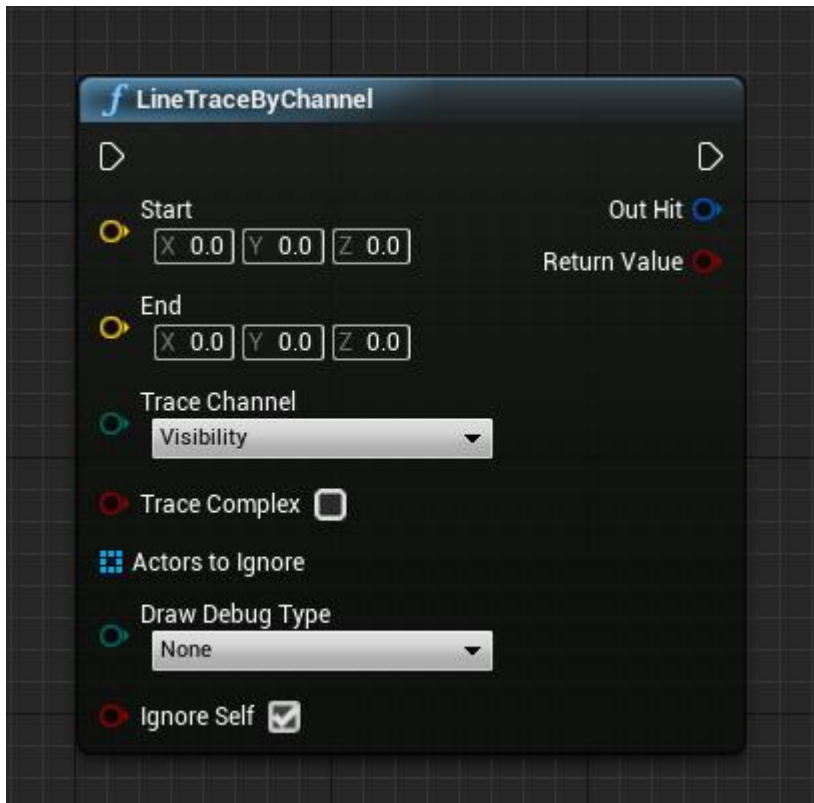 f LineTraceByChannel
Start
Out Hit
X 0.0 Y 0.0 Z 0.0
Return Value
End
X 0.0 Y 0.0 Z 0.0
Trace Channel
Visibility
Trace Complex
Actors to Ignore
Draw Debug Type
None
Ignore Self